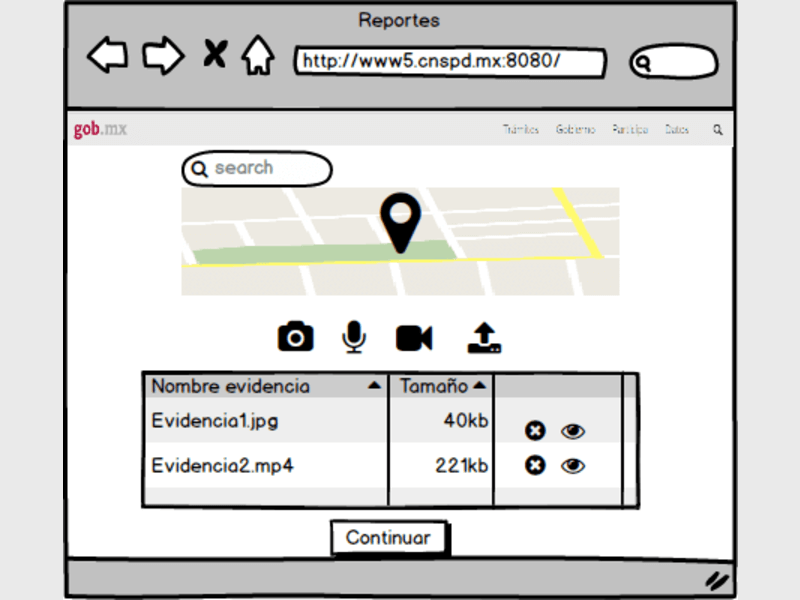 Reportes
http://www5.cnspd.mx:8080/
gob.mx
Trámites Gobierno Participa Datos
search
Nombre evidencia Tamaño
Evidencia1.jpg 40kb
Evidencia2.mp4 221kb
Continuar